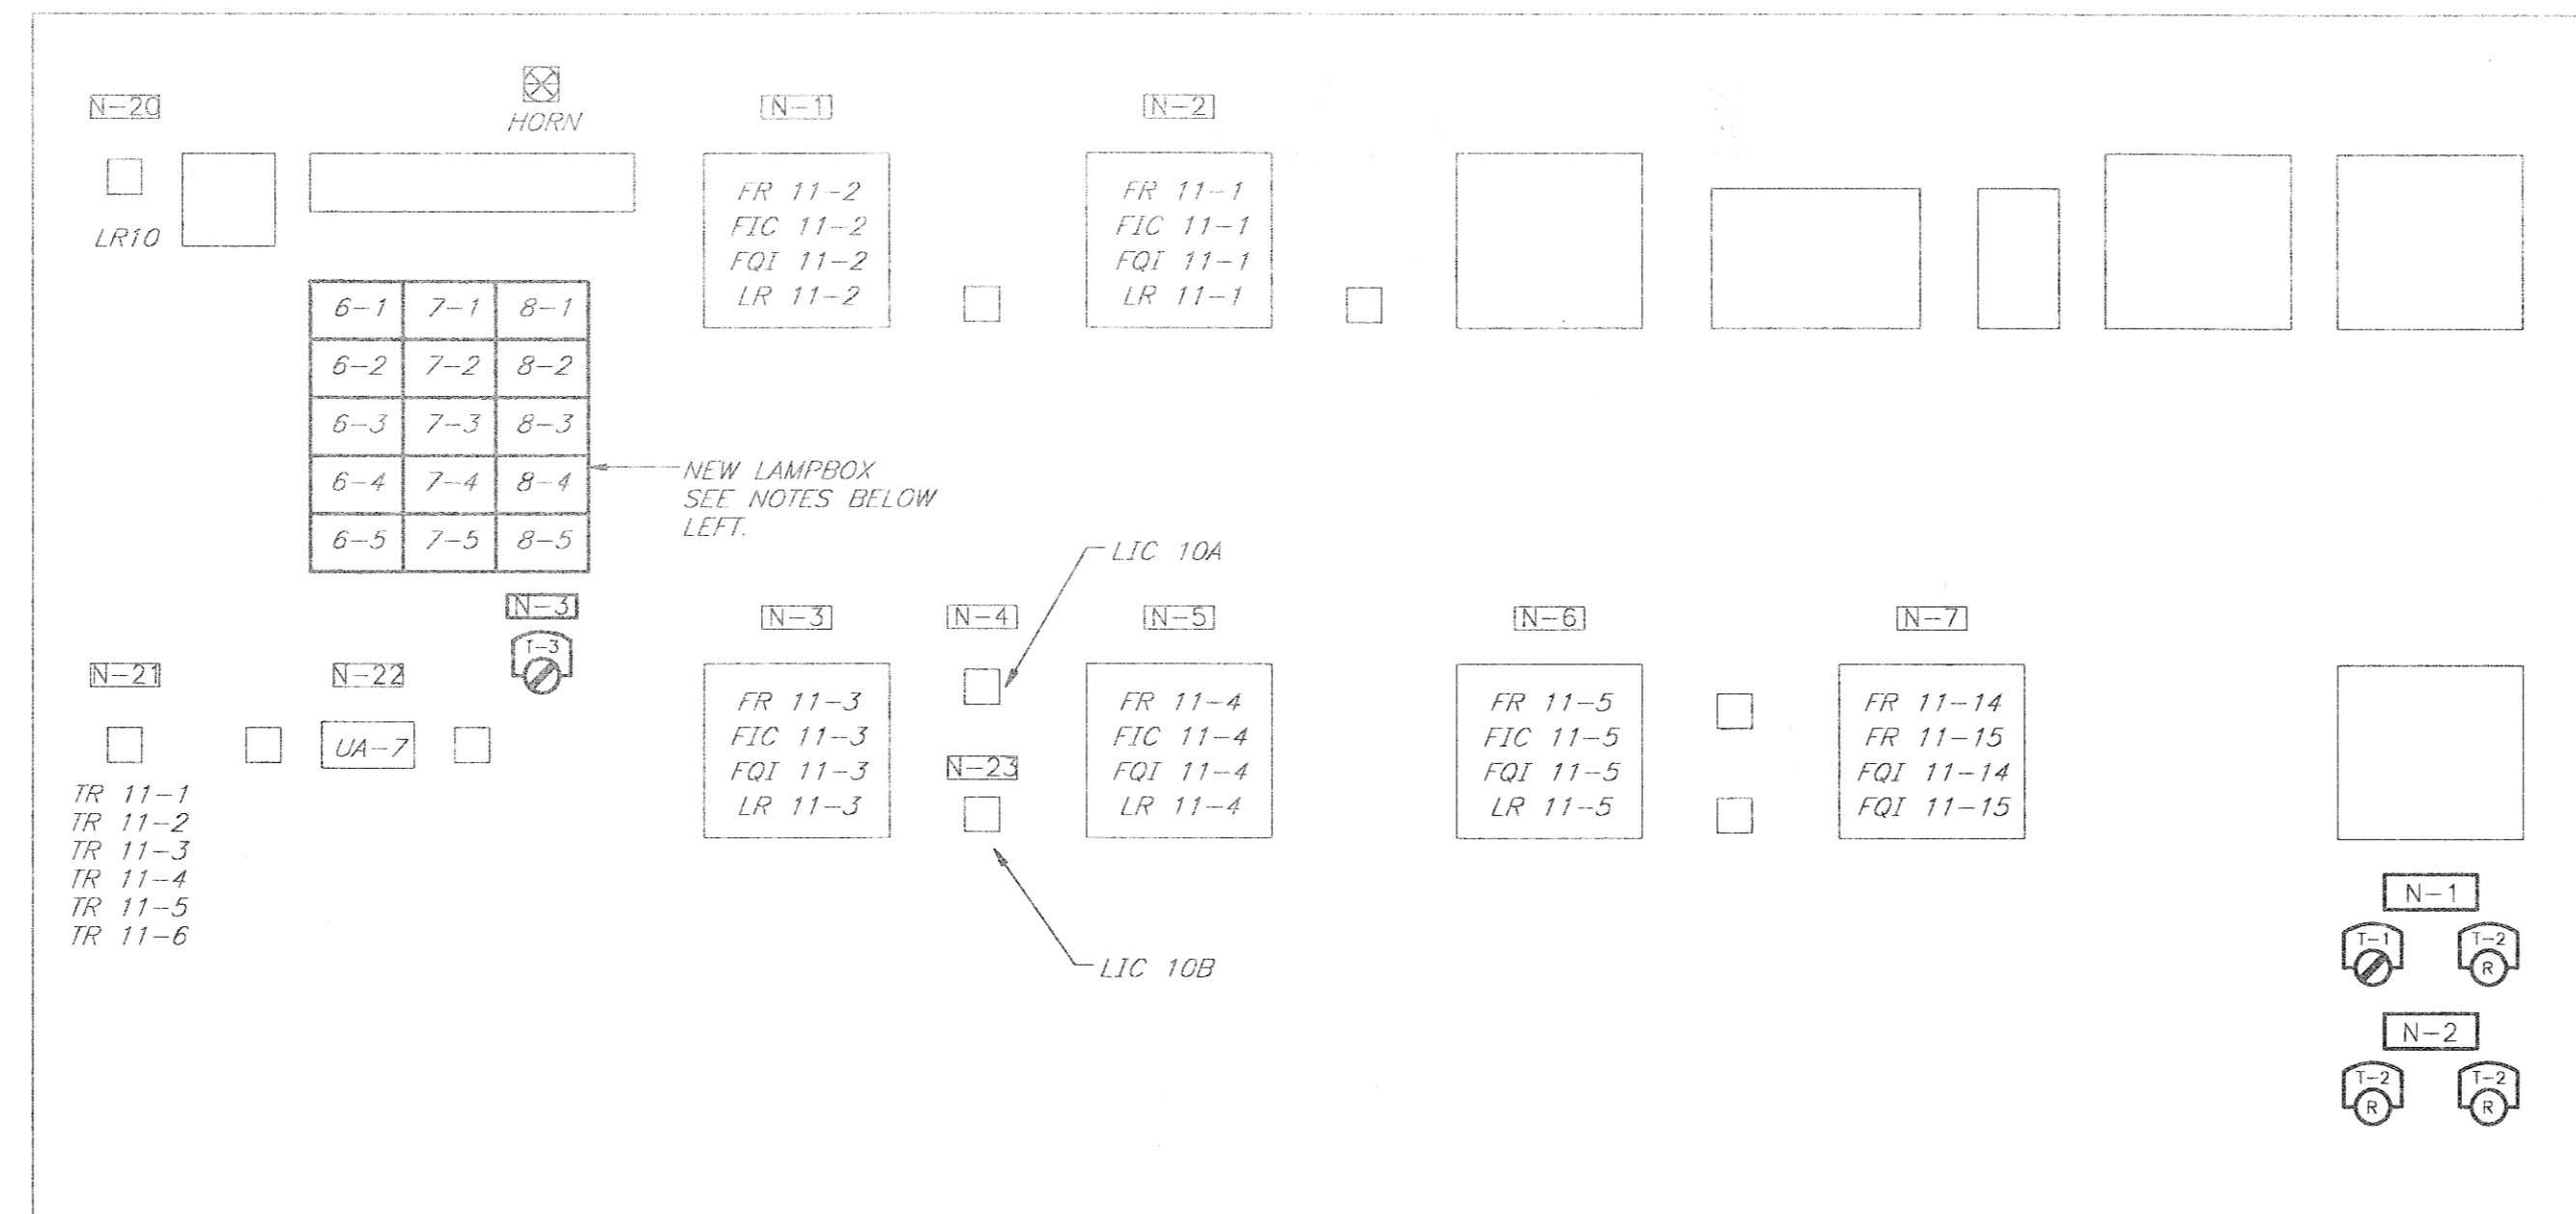 N-20
HORN
N-1
N-2
LR10
FR 11-2
FIC 11-2
FQI 11-2
LR 11-2
FR 11-1
FIC 11-1
FQI 11-1
LR 11-1
6-1 7-1 8-1
6-2 7-2 8-2
6-3 7-3 8-3
6-4 7-4 8-4
6-5 7-5 8-5
NEW LAMPBOX
SEE NOTES BELOW
LEFT.
LIC 10A
N-3
T-3
N-3
N-4
N-5
N-6
N-7
N-21
N-22
UA-7
TR 11-1
TR 11-2
TR 11-3
TR 11-4
TR 11-5
TR 11-6
FR 11-3
FIC 11-3
FQI 11-3
LR 11-3
N-23
LIC 10B
FR 11-4
FIC 11-4
FQI 11-4
LR 11-4
FR 11-5
FIC 11-5
FQI 11-5
LR 11-5
FR 11-14
FR 11-15
FQI 11-14
FQI 11-15
N-1
T-1 T-2
R
N-2
T-2 T-2
R R